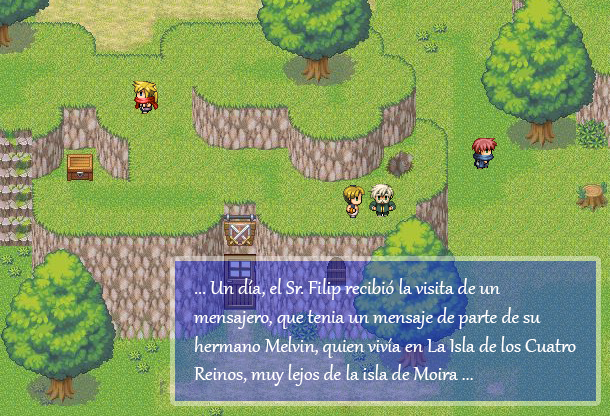 ... Un día, el Sr. Filip recibió la visita de un
mensajero, que tenia un mensaje de parte de su
hermano Melvin, quien vivía en La Isla de los Cuatro
Reinos, muy lejos de la isla de Moira ...